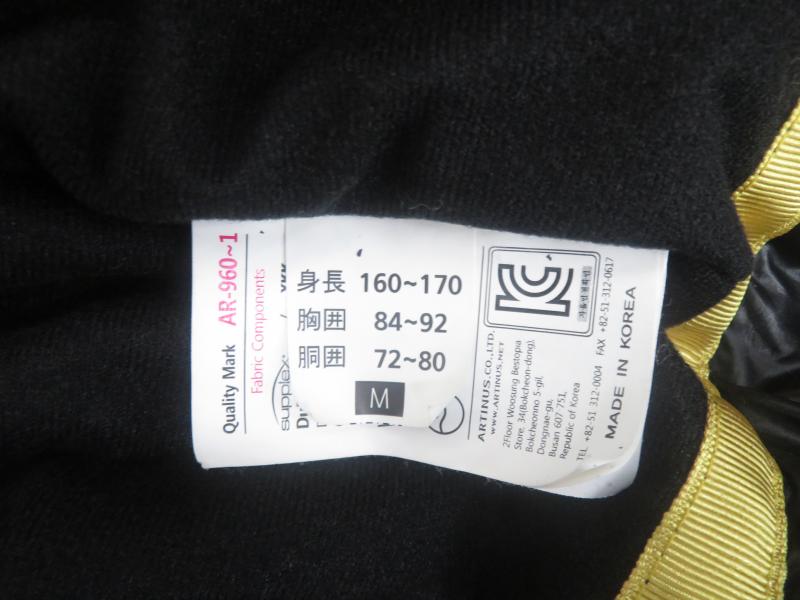 身長 160~170
胸囲 84~92
胴囲 72~80
M
Quality Mark AR-960~1
Fabric Components
supplex
ARTINUS.CO.,LTD.
www.ARTINUS.NET
2Floor Woosung Bestopia
Store, 34(Bokcheon-dong),
Bokcheonno 5-gil,
Dongnae-gu,
Busan 607-751,
Republic of Korea
TEL +82-51 312-0004 FAX +82-51-312-0617
MADE IN KOREA